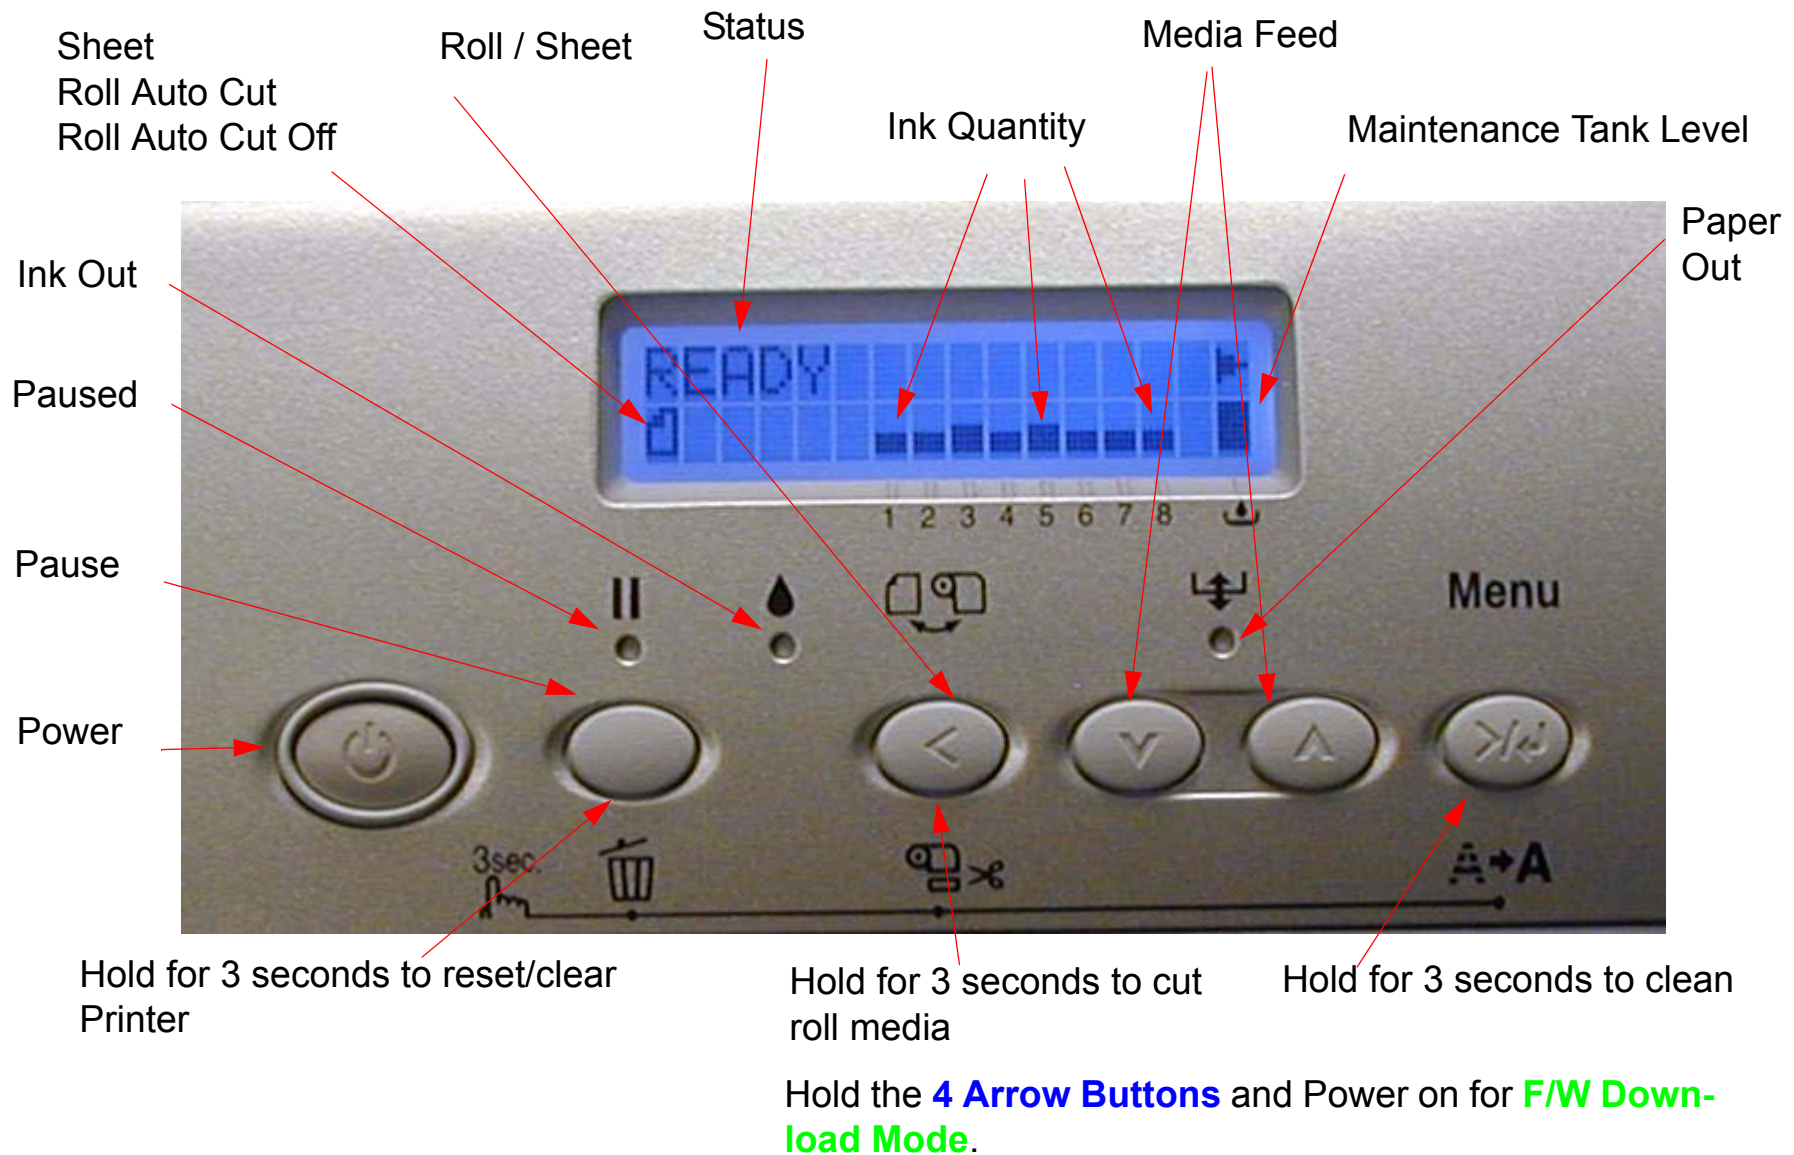 Status
Sheet
Roll Auto Cut
Roll Auto Cut Off
Roll / Sheet
Media Feed
Ink Quantity
Maintenance Tank Level
Paper
Out
Ink Out
Paused
Pause
Power
READY
1 2 3 4 5 6 7 8
Menu
3sec.
A
Hold for 3 seconds to reset/clear
Printer
Hold for 3 seconds to cut
roll media
Hold for 3 seconds to clean
Hold the 4 Arrow Buttons and Power on for F/W Down-
load Mode.